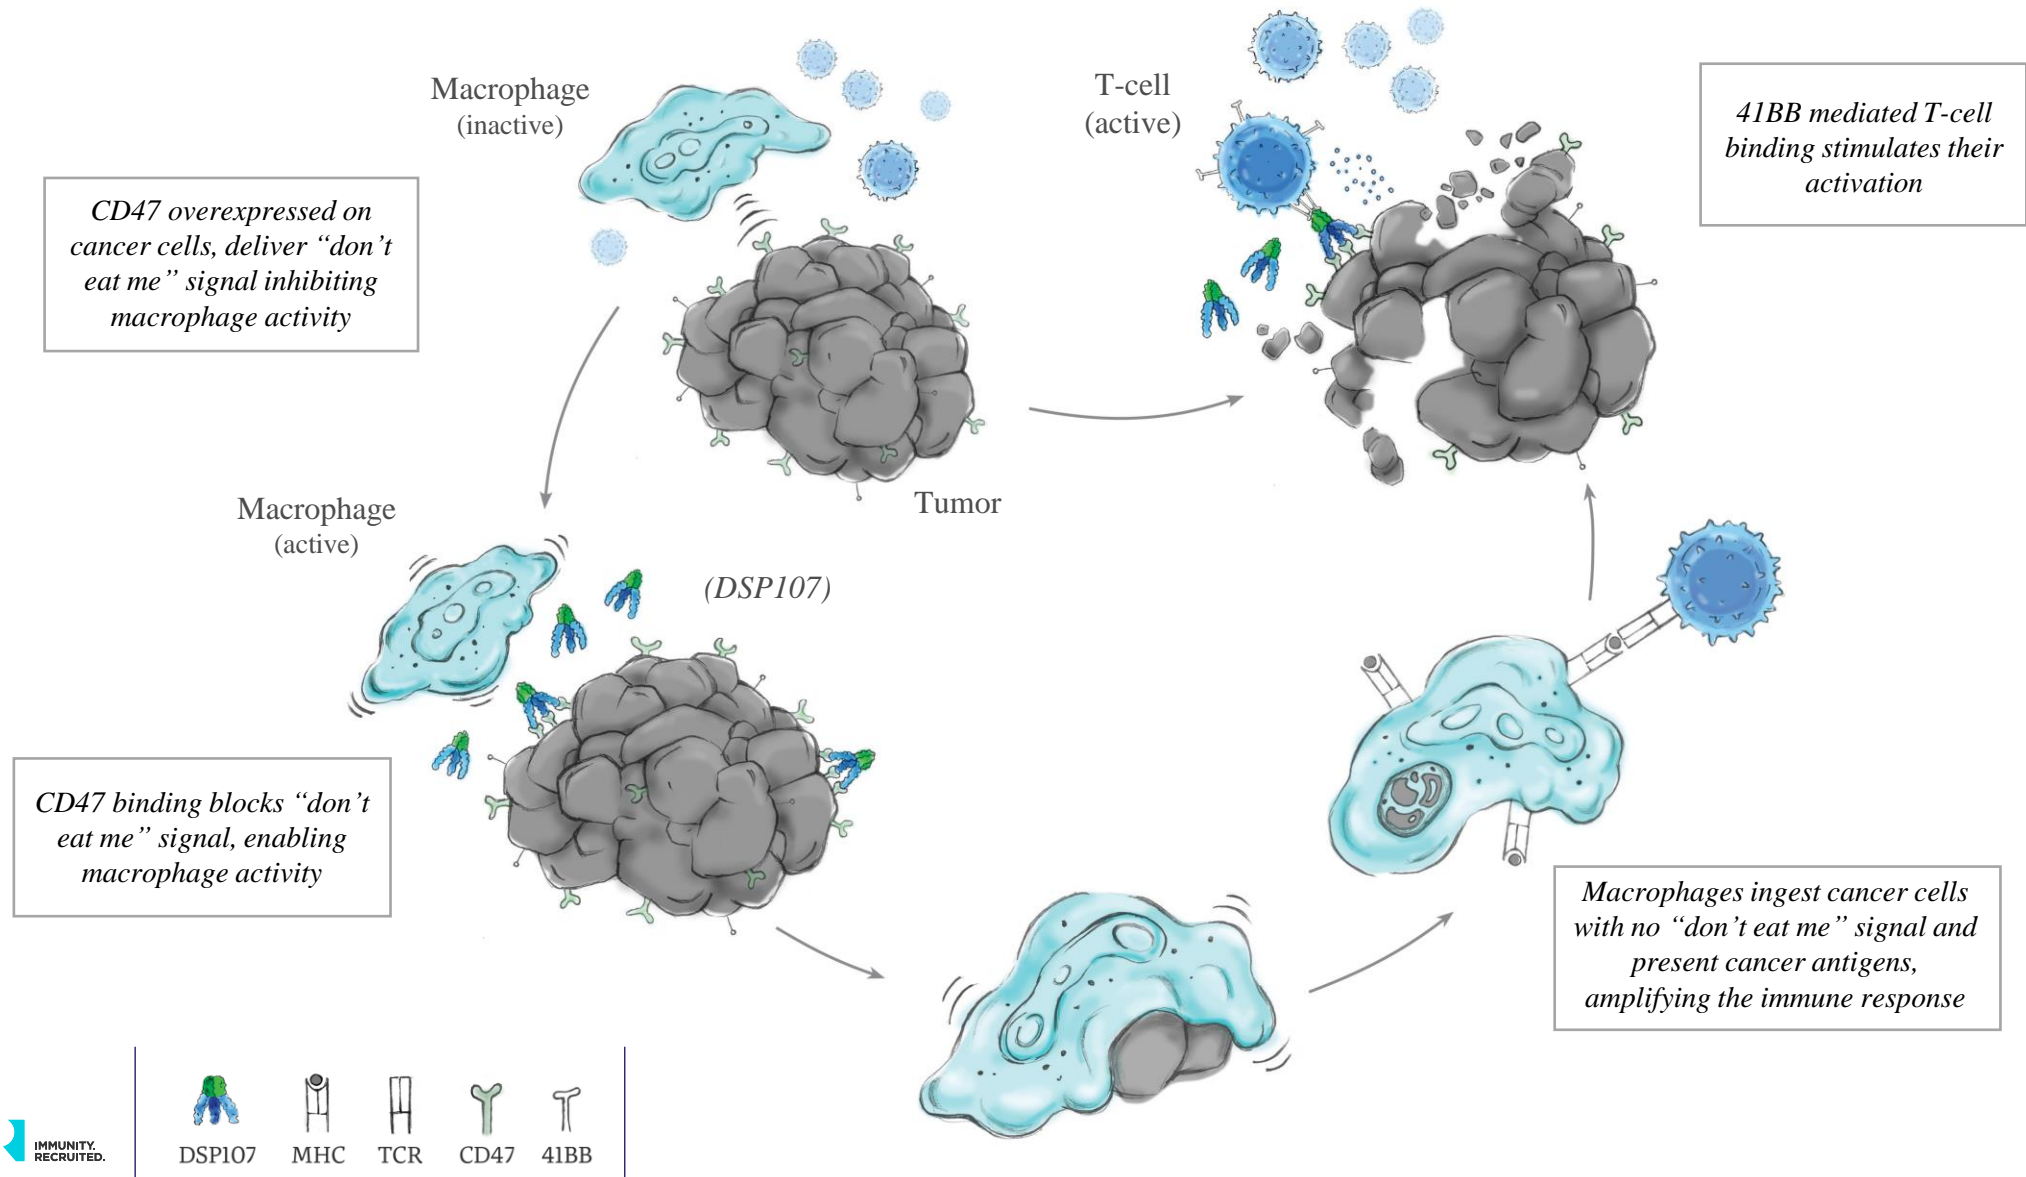 Macrophage
(inactive)
T-cell
(active)
41BB mediated T-cell
binding stimulates their
activation
CD47 overexpressed on
cancer cells, deliver “don’t
eat me” signal inhibiting
macrophage activity
Tumor
Macrophage
(active)
(DSP107)
CD47 binding blocks “don’t
eat me” signal, enabling
macrophage activity
Macrophages ingest cancer cells
with no “don’t eat me” signal and
present cancer antigens,
amplifying the immune response
IMMUNITY.
RECRUITED.
DSP107 MHC TCR CD47 41BB